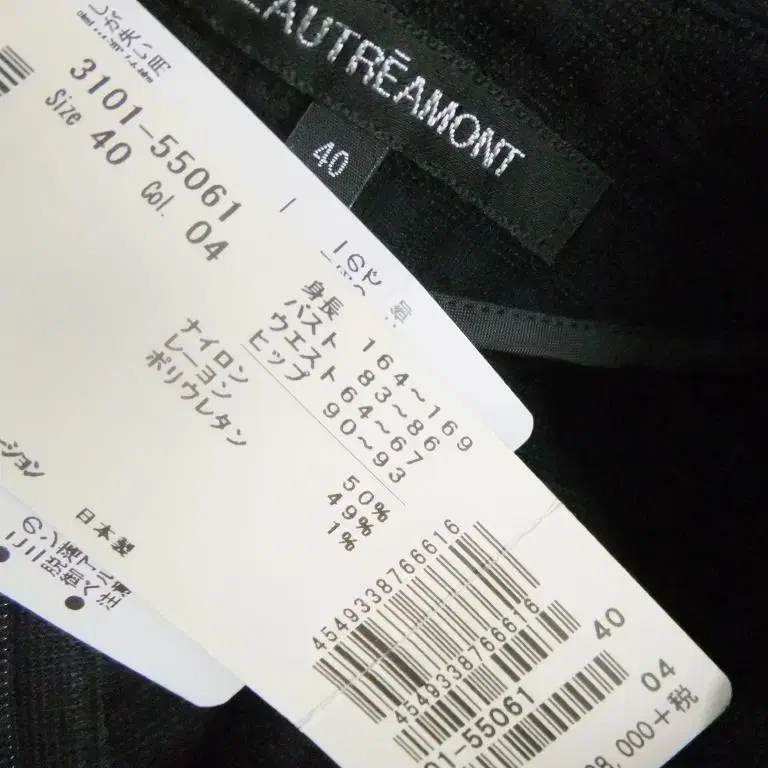 LEAUTRĒAMONT
40
3101-55061
Size 40 Col. 04
身長 164~169
バスト 83~86
ウエスト 64~67
ヒップ 90~93
ナイロン 50%
レーヨン 49%
ポリウレタン 1%
日本製
4549338766616
4549338766616
40
04
01-55061
8,000+税